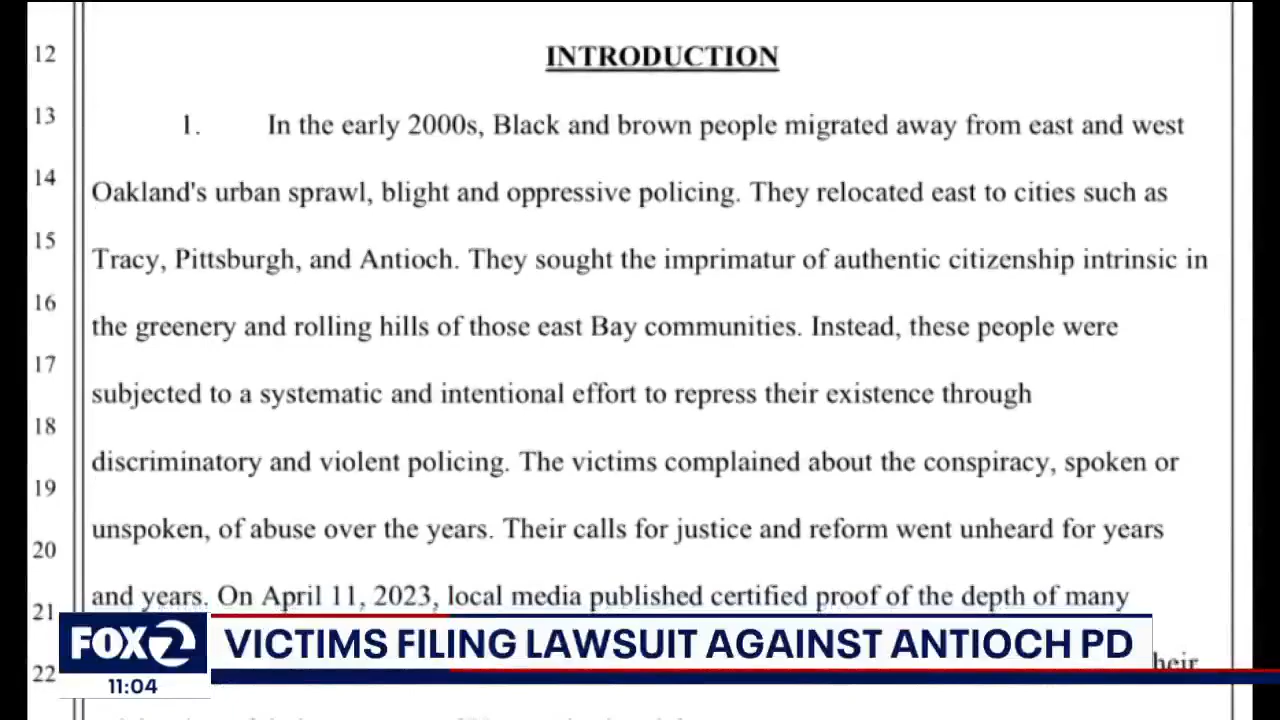 12
INTRODUCTION
13
1. In the early 2000s, Black and brown people migrated away from east and west
14
Oakland's urban sprawl, blight and oppressive policing. They relocated east to cities such as
15
Tracy, Pittsburgh, and Antioch. They sought the imprimatur of authentic citizenship intrinsic in
16
the greenery and rolling hills of those east Bay communities. Instead, these people were
17
subjected to a systematic and intentional effort to repress their existence through
18
discriminatory and violent policing. The victims complained about the conspiracy, spoken or
19
unspoken, of abuse over the years. Their calls for justice and reform went unheard for years
20
and years. On April 11, 2023, local media published certified proof of the depth of many
21
22
FOX 2
VICTIMS FILING LAWSUIT AGAINST ANTIOCH PD
11:04